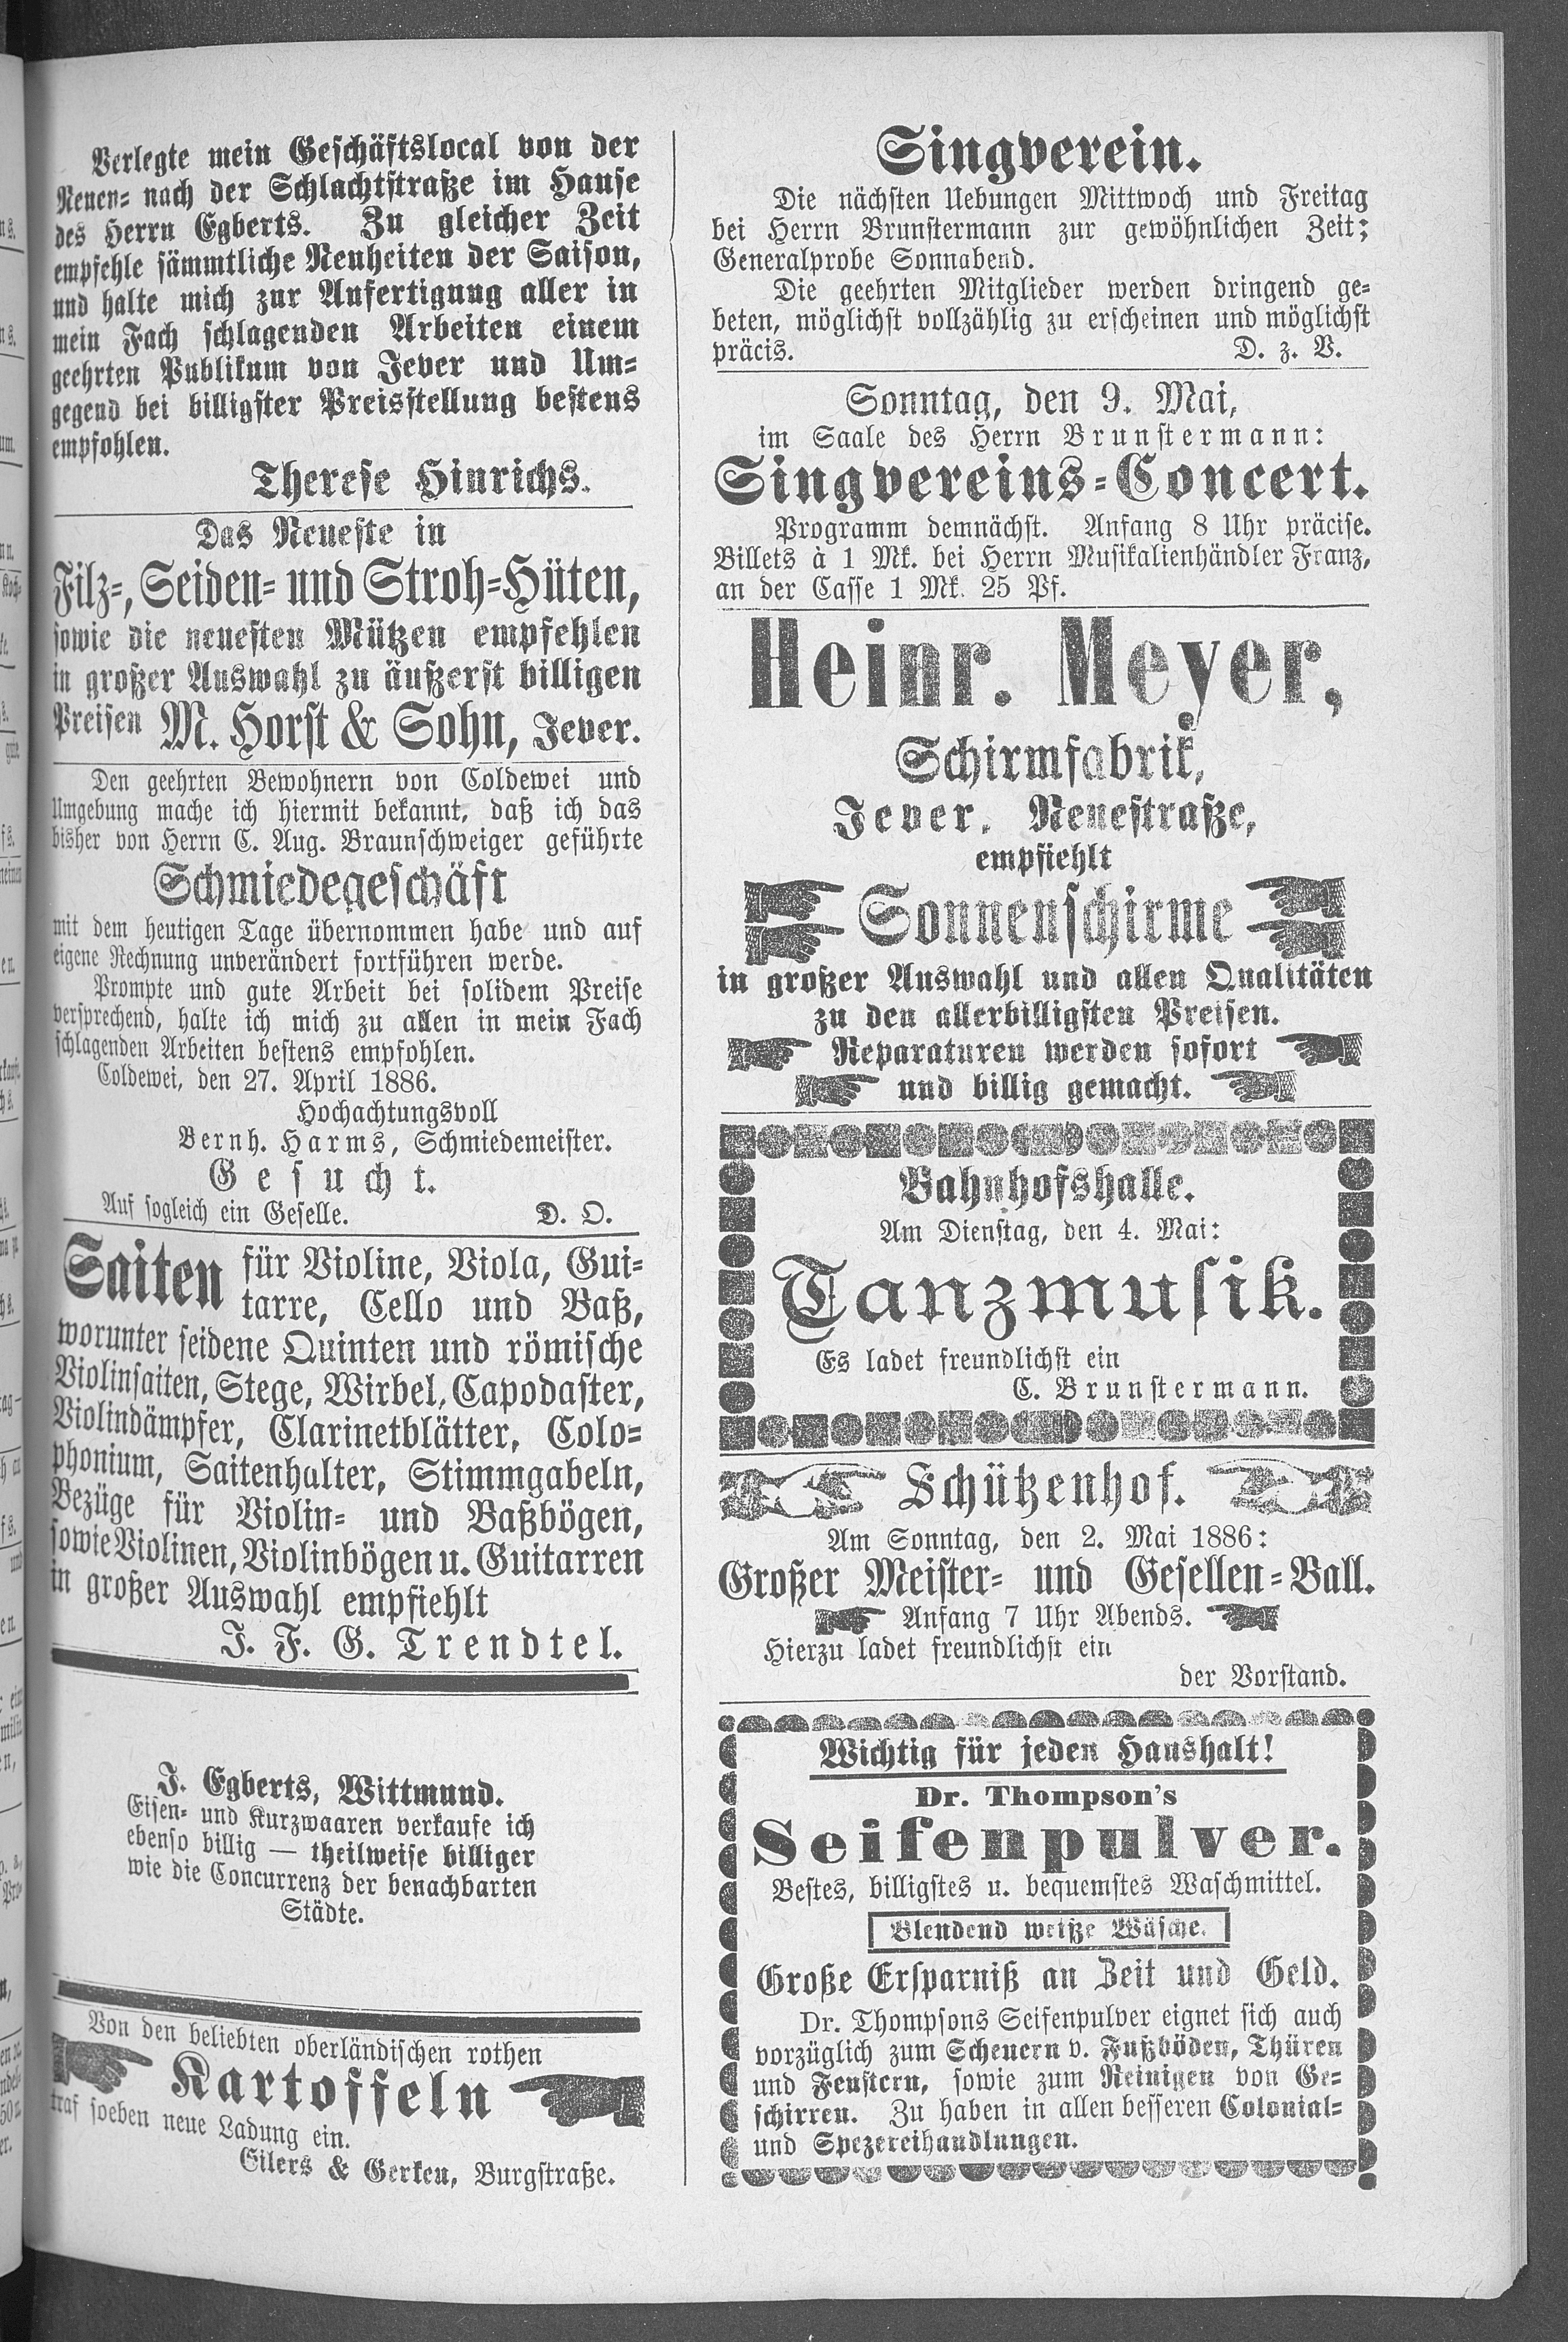 Verlegte mein Geschäftslocal von der
Neuen- nach der Schlachtstraße im Hause
des Herrn Egberts. Zu gleicher Zeit
empfehle sämmtliche Neuheiten der Saison,
und halte mich zur Anfertigung aller in
mein Fach schlagenden Arbeiten einem
geehrten Publikum von Jever und Um-
gegend bei billigster Preisstellung bestens
empfohlen.
Therese Hinrichs.
Das Neueste in
Filz-, Seiden- und Stroh-Hüten,
sowie die neuesten Mützen empfehlen
in großer Auswahl zu äußerst billigen
Preisen M. Horst & Sohn, Jever.
Den geehrten Bewohnern von Coldewei und
Umgebung mache ich hiermit bekannt, daß ich das
bisher von Herrn C. Aug. Braunschweiger geführte
Schmiedegeschäft
mit dem heutigen Tage übernommen habe und auf
eigene Rechnung unverändert fortführen werde.
Prompte und gute Arbeit bei solidem Preise
versprechend, halte ich mich zu allen in mein Fach
schlagenden Arbeiten bestens empfohlen.
Coldewei, den 27. April 1886.
Hochachtungsvoll
Bernh. Harms, Schmiedemeister.
Gesucht.
Auf sogleich ein Geselle. D. O.
Saiten für Violine, Viola, Gui-
tarre, Cello und Baß,
worunter seidene Quinten und römische
Violinsaiten, Stege, Wirbel, Capodaster,
Violindämpfer, Clarinetblätter, Colo-
phonium, Saitenhalter, Stimmgabeln,
Bezüge für Violin- und Baßbögen,
sowie Violinen, Violinbögen u. Guitarren
in großer Auswahl empfiehlt
J. F. G. Trendtel.
J. Egberts, Wittmund.
Eisen- und Kurzwaaren verkaufe ich
ebenso billig — theilweise billiger
wie die Concurrenz der benachbarten
Städte.
Von den beliebten oberländischen rothen
Kartoffeln
traf soeben neue Ladung ein.
Eilers & Gerken, Burgstraße.
Singverein.
Die nächsten Uebungen Mittwoch und Freitag
bei Herrn Brunstermann zur gewöhnlichen Zeit;
Generalprobe Sonnabend.
Die geehrten Mitglieder werden dringend ge-
beten, möglichst vollzählig zu erscheinen und möglichst
präcis. D. z. V.
Sonntag, den 9. Mai,
im Saale des Herrn Brunstermann:
Singvereins-Concert.
Programm demnächst. Anfang 8 Uhr präcise.
Billets à 1 Mk. bei Herrn Musikalienhändler Franz,
an der Casse 1 Mk. 25 Pf.
Heinr. Meyer,
Schirmfabrik,
Jever. Neuestraße,
empfiehlt
Sonnenschirme
in großer Auswahl und allen Qualitäten
zu den allerbilligsten Preisen.
Reparaturen werden sofort
und billig gemacht.
Bahnhofshalle.
Am Dienstag, den 4. Mai:
Tanzmusik.
Es ladet freundlichst ein
C. Brunstermann.
Schützenhof.
Am Sonntag, den 2. Mai 1886:
Großer Meister- und Gesellen-Ball.
Anfang 7 Uhr Abends.
Hierzu ladet freundlichst ein
der Vorstand.
Wichtig für jeden Haushalt!
Dr. Thompson's
Seifenpulver.
Bestes, billigstes u. bequemstes Waschmittel.
Blendend weiße Wäsche.
Große Ersparniß an Zeit und Geld.
Dr. Thompsons Seifenpulver eignet sich auch
vorzüglich zum Scheuern v. Fußböden, Thüren
und Fenstern, sowie zum Reinigen von Ge-
schirren. Zu haben in allen besseren Colonial-
und Spezereihandlungen.